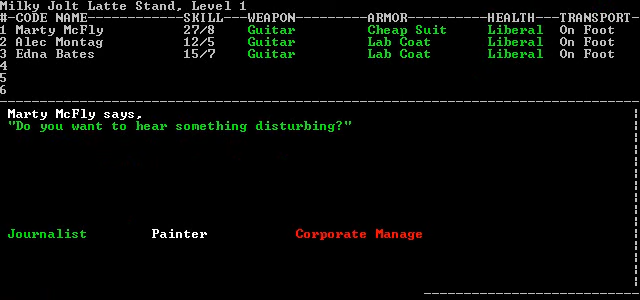 Milky Jolt Latte Stand, Level 1
#—CODE NAME————————————SKILL———WEAPON—————————ARMOR——————————HEALTH———TRANSPORT—
1 Marty McFly 27/8 Guitar Cheap Suit Liberal On Foot
2 Alec Montag 12/5 Guitar Lab Coat Liberal On Foot
3 Edna Bates 15/7 Guitar Lab Coat Liberal On Foot
4
5
6
Marty McFly says,
"Do you want to hear something disturbing?"
Journalist Painter Corporate Manage